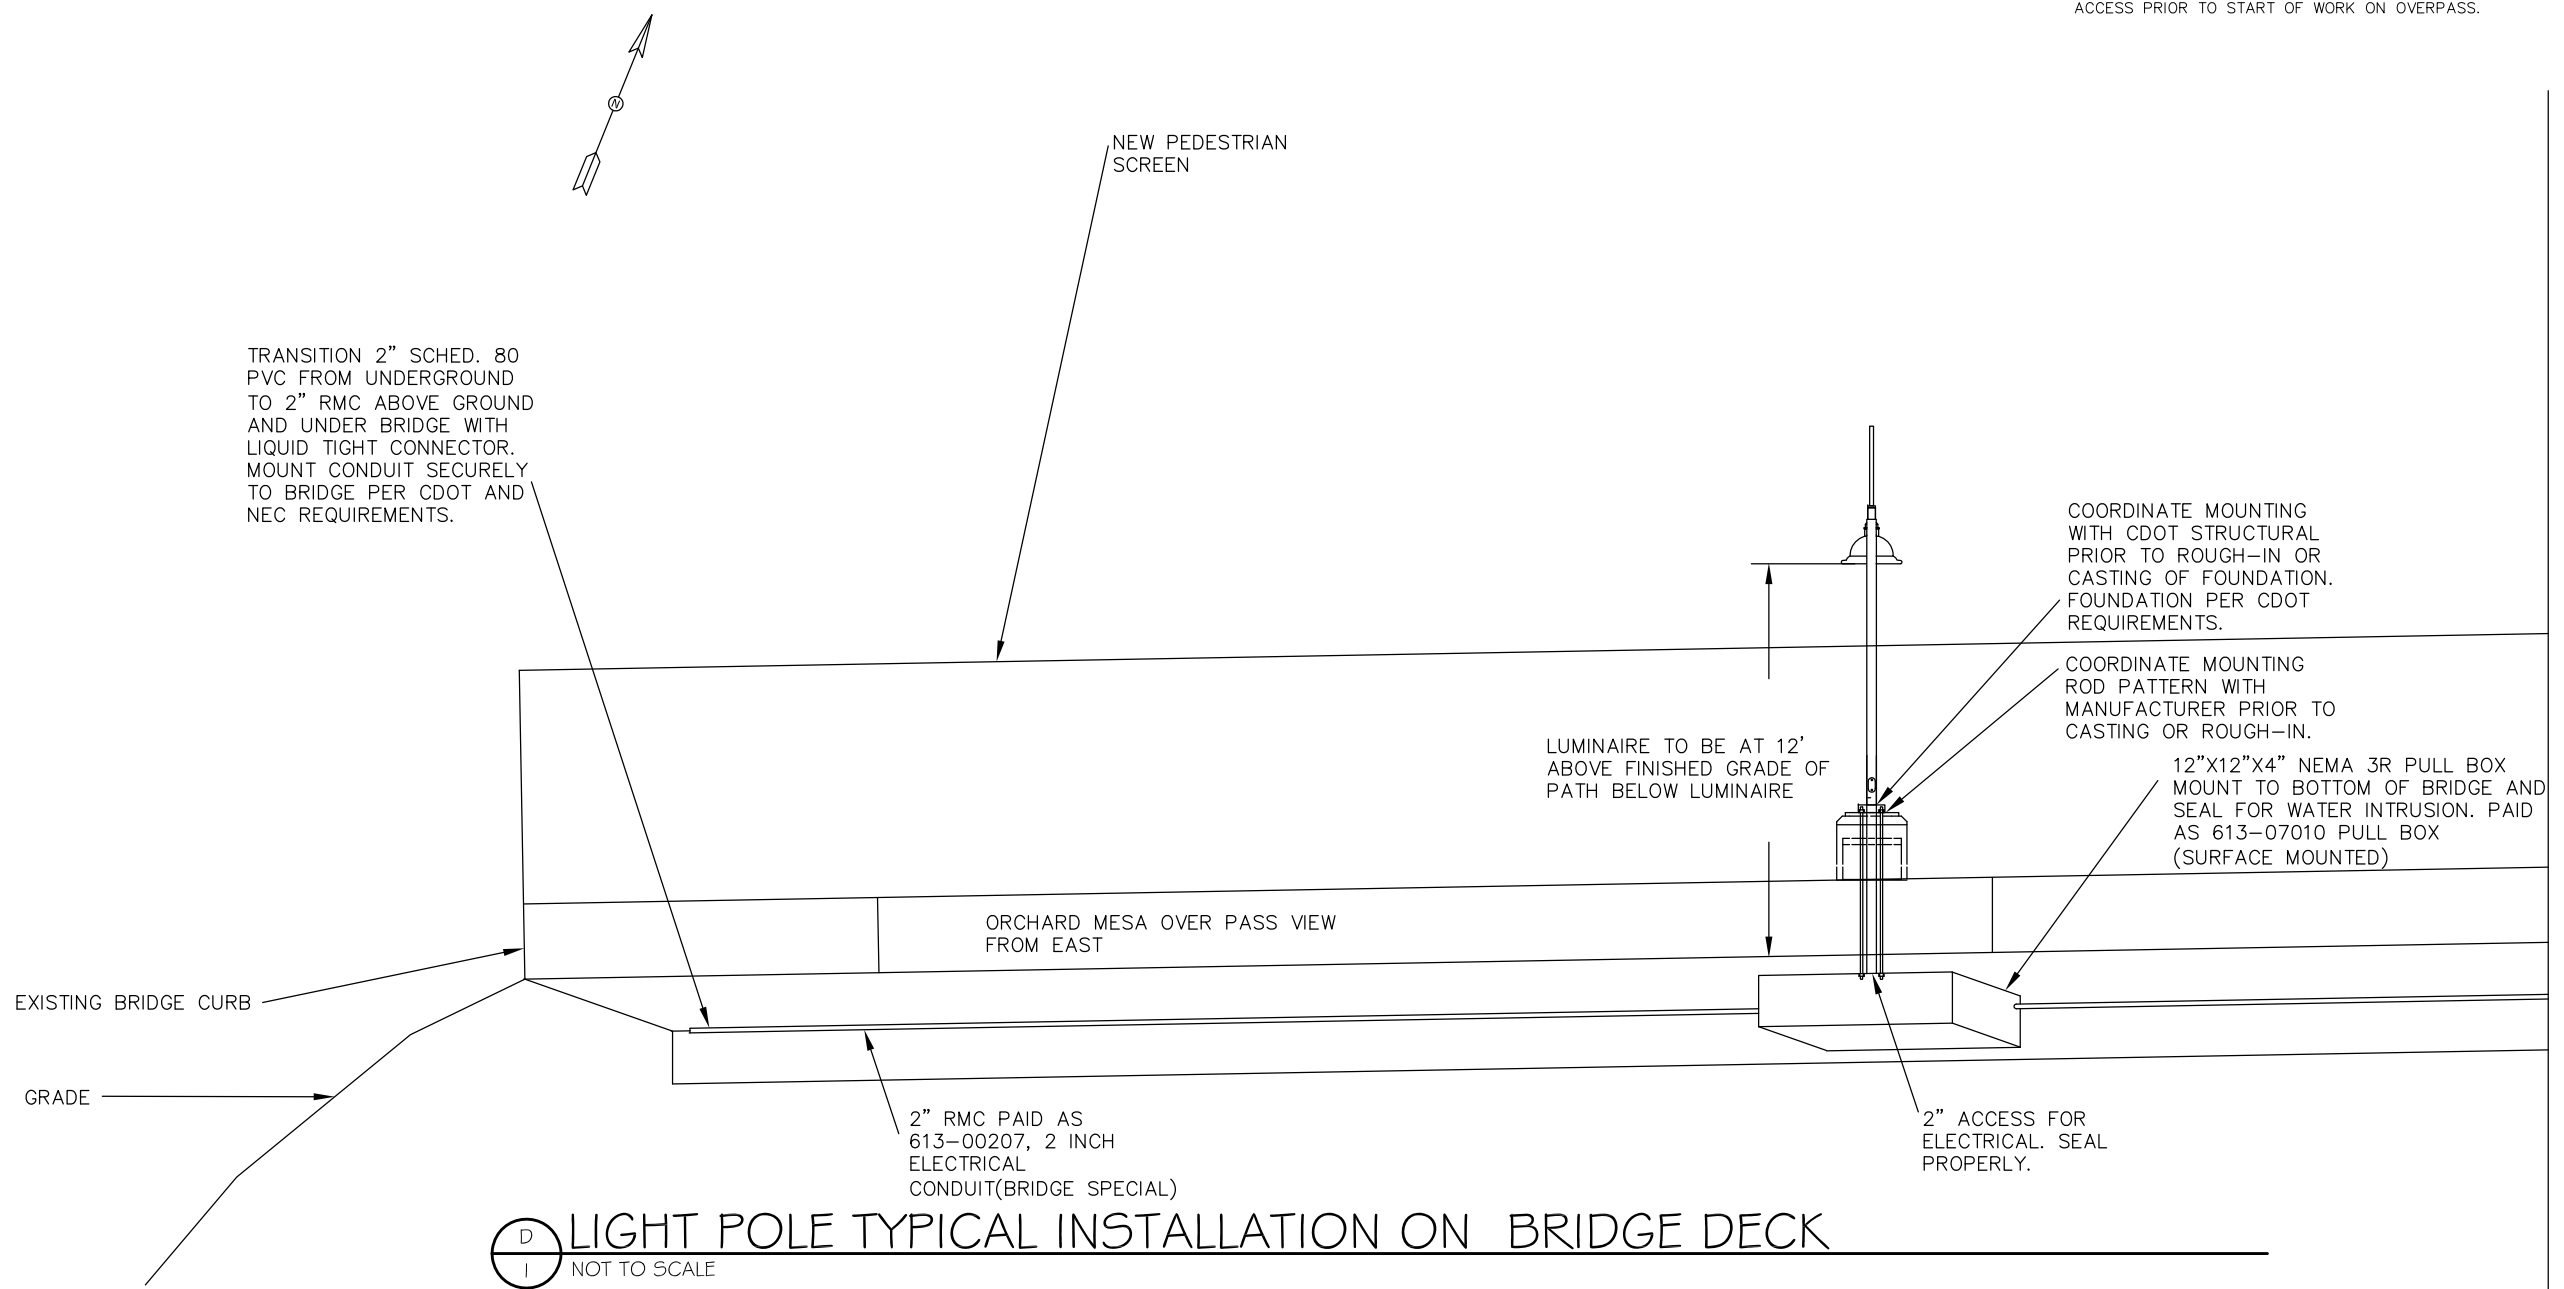 ACCESS PRIOR TO START OF WORK ON OVERPASS.
N
NEW PEDESTRIAN
SCREEN
TRANSITION 2" SCHED. 80
PVC FROM UNDERGROUND
TO 2" RMC ABOVE GROUND
AND UNDER BRIDGE WITH
LIQUID TIGHT CONNECTOR.
MOUNT CONDUIT SECURELY
TO BRIDGE PER CDOT AND
NEC REQUIREMENTS.
COORDINATE MOUNTING
WITH CDOT STRUCTURAL
PRIOR TO ROUGH-IN OR
CASTING OF FOUNDATION.
FOUNDATION PER CDOT
REQUIREMENTS.
COORDINATE MOUNTING
ROD PATTERN WITH
MANUFACTURER PRIOR TO
CASTING OR ROUGH-IN.
LUMINAIRE TO BE AT 12'
ABOVE FINISHED GRADE OF
PATH BELOW LUMINAIRE
12"X12"X4" NEMA 3R PULL BOX
MOUNT TO BOTTOM OF BRIDGE AND
SEAL FOR WATER INTRUSION. PAID
AS 613-07010 PULL BOX
(SURFACE MOUNTED)
ORCHARD MESA OVER PASS VIEW
FROM EAST
EXISTING BRIDGE CURB
GRADE
2" RMC PAID AS
613-00207, 2 INCH
ELECTRICAL
CONDUIT(BRIDGE SPECIAL)
2" ACCESS FOR
ELECTRICAL. SEAL
PROPERLY.
D
1
LIGHT POLE TYPICAL INSTALLATION ON BRIDGE DECK
NOT TO SCALE